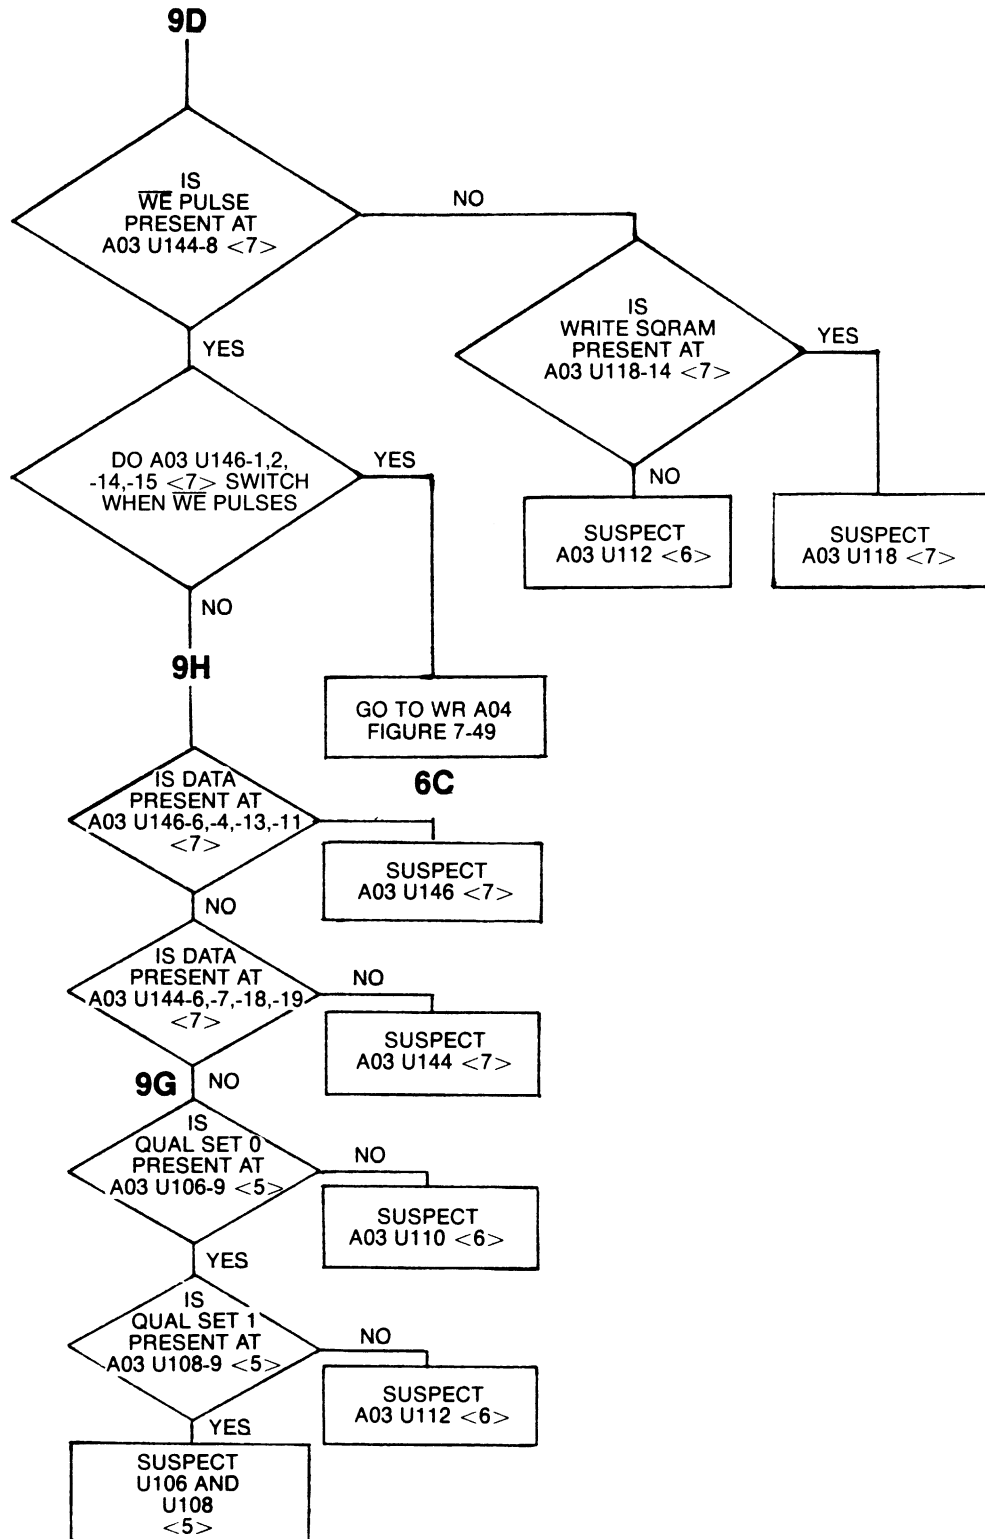 9D
IS
WE PULSE
PRESENT AT
A03 U144-8 <7>
NO
YES
IS
WRITE SQRAM
PRESENT AT
A03 U118-14 <7>
YES
NO
SUSPECT
A03 U112 <6>
SUSPECT
A03 U118 <7>
DO A03 U146-1,2,
-14,-15 <7> SWITCH
WHEN WE PULSES
YES
NO
GO TO WR A04
FIGURE 7-49
9H
6C
IS DATA
PRESENT AT
A03 U146-6,-4,-13,-11
<7>
SUSPECT
A03 U146 <7>
NO
IS DATA
PRESENT AT
A03 U144-6,-7,-18,-19
<7>
NO
SUSPECT
A03 U144 <7>
9G
NO
IS
QUAL SET 0
PRESENT AT
A03 U106-9 <5>
NO
SUSPECT
A03 U110 <6>
YES
IS
QUAL SET 1
PRESENT AT
A03 U108-9 <5>
NO
SUSPECT
A03 U112 <6>
YES
SUSPECT
U106 AND
U108
<5>